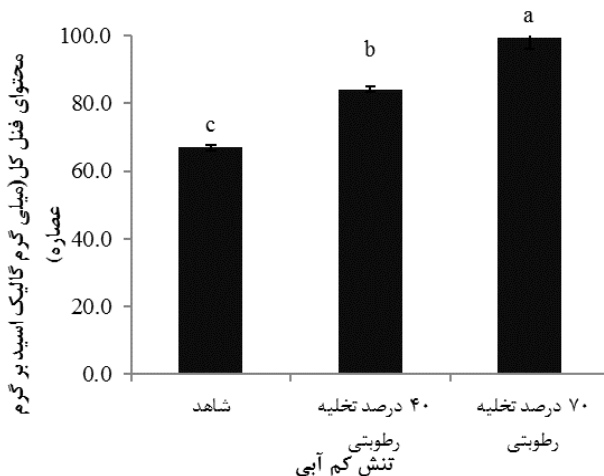 محتوای فنل کل(میلی گرم گالیک اسید بر گرم
عصاره)
100.0
80.0
60.0
40.0
20.0
0.0
c
b
a
شاهد
۴۰ درصد تخلیه
رطوبتی
۷۰ درصد تخلیه
رطوبتی
تنش کم آبی